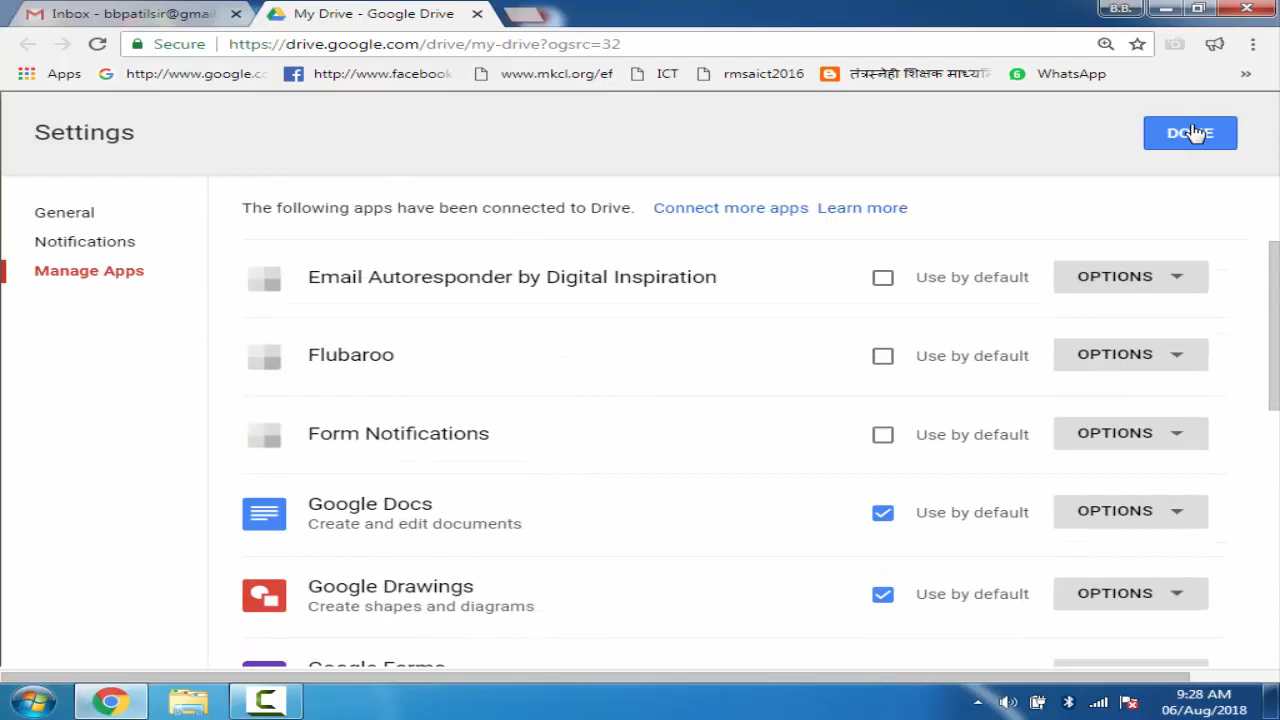 Inbox - bbpatilsir@gmai
My Drive - Google Drive
B.B.
Secure
https://drive.google.com/drive/my-drive?ogsrc=32
Apps
http://www.google.cc
http://www.facebook
www.mkcl.org/ef
ICT
rmsaict2016
तंत्रस्नेही शिक्षक
WhatsApp
»
Settings
General
Notifications
Manage Apps
The following apps have been connected to Drive. Connect more apps Learn more
Email Autoresponder by Digital Inspiration
Use by default
OPTIONS
Flubaroo
Use by default
OPTIONS
Form Notifications
Use by default
OPTIONS
Google Docs
Create and edit documents
Use by default
OPTIONS
Google Drawings
Create shapes and diagrams
Use by default
OPTIONS
Google Forms
9:28 AM
06/Aug/2018